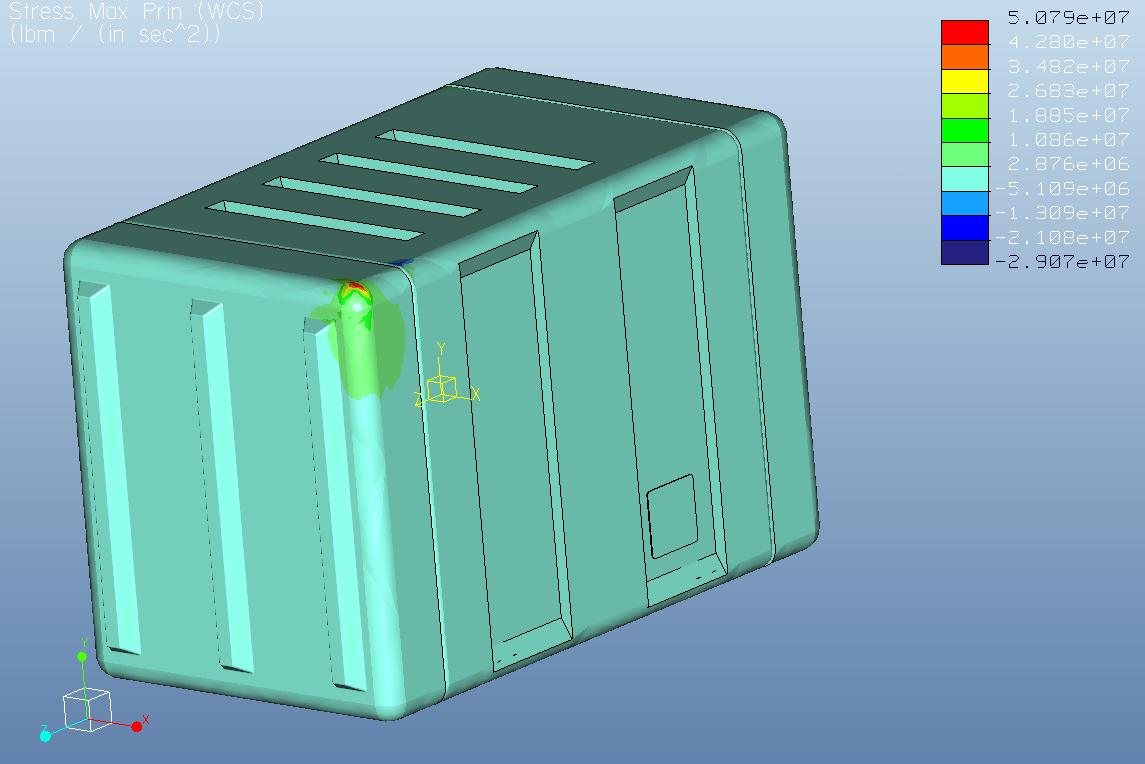 Stress Max Prin (WCS)
(lbm / (in sec^2))
5.079e+07
4.280e+07
3.482e+07
2.683e+07
1.885e+07
1.086e+07
2.876e+06
-5.109e+06
-1.309e+07
-2.108e+07
-2.907e+07
Y
Z
X
Y
X
Z